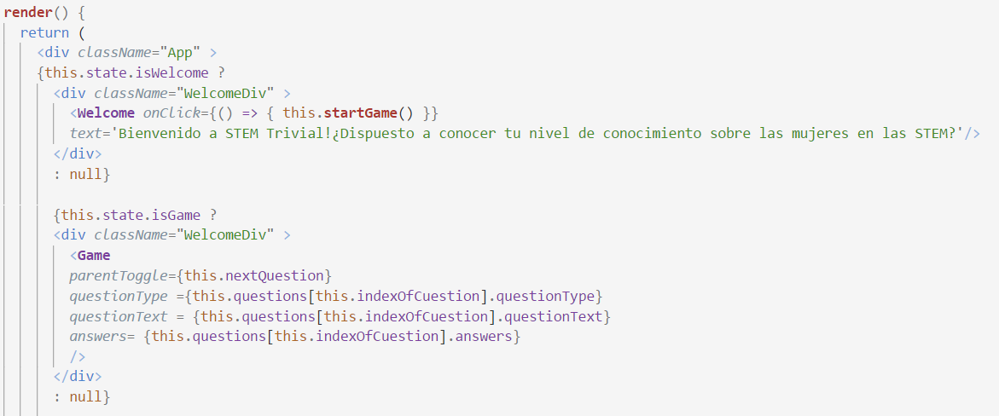 render() {
return (
<div className="App" >
{this.state.isWelcome ?
<div className="WelcomeDiv" >
<Welcome onClick={() => { this.startGame() }}
text='Bienvenido a STEM Trivial!¿Dispuesto a conocer tu nivel de conocimiento sobre las mujeres en las STEM?'/>
</div>
: null}
{this.state.isGame ?
<div className="WelcomeDiv" >
<Game
parentToggle={this.nextQuestion}
questionType ={this.questions[this.indexOfCuestion].questionType}
questionText = {this.questions[this.indexOfCuestion].questionText}
answers= {this.questions[this.indexOfCuestion].answers}
/>
</div>
: null}